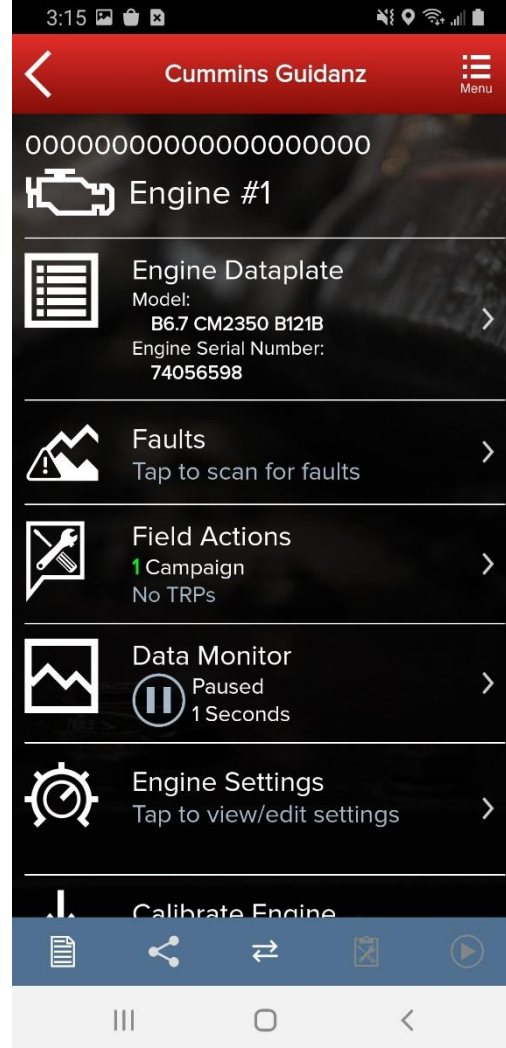 3:15
Cummins Guidanz
Menu
00000000000000000000
Engine #1
Engine Dataplate
Model:
B6.7 CM2350 B121B
Engine Serial Number:
74056598
Faults
Tap to scan for faults
Field Actions
1 Campaign
No TRPs
Data Monitor
Paused
1 Seconds
Engine Settings
Tap to view/edit settings
Calibrate Engine